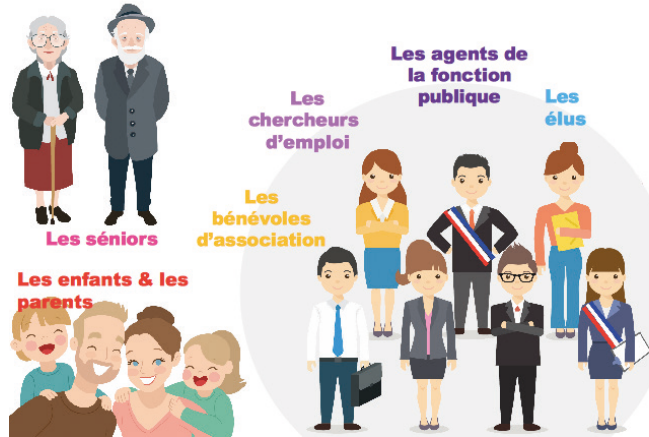 Les agents de
la fonction
publique
Les
chercheurs
d'emploi
Les
élus
Les
bénévoles
d'association
Les séniors
Les enfants & les
parents